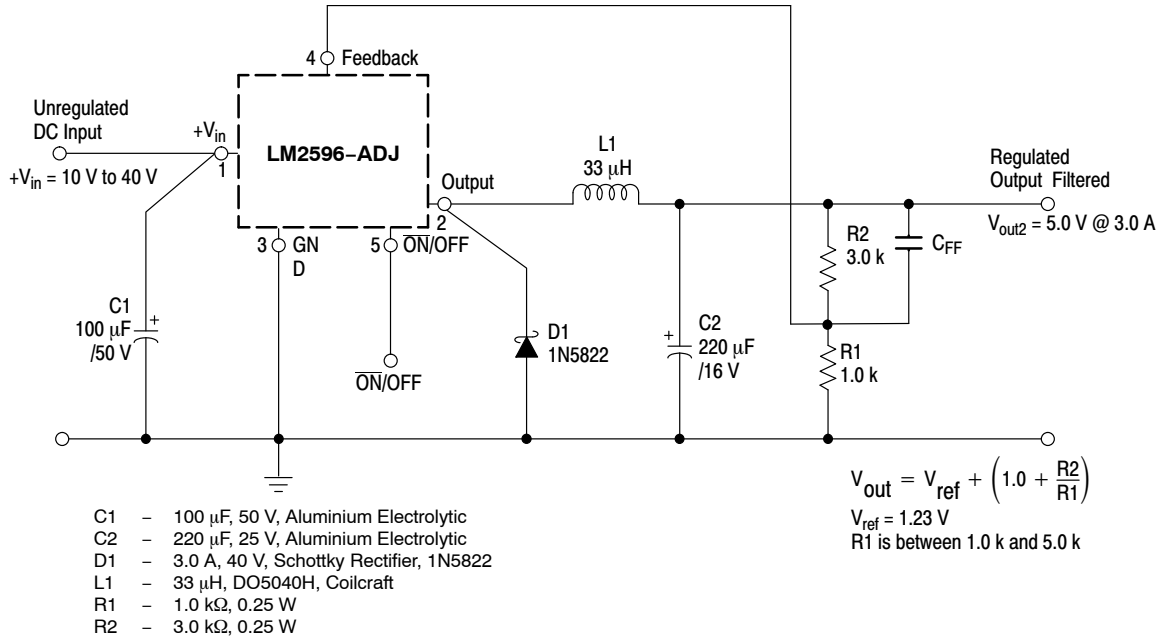 4 Feedback
Unregulated
DC Input
+Vin = 10 V to 40 V
+Vin
1
LM2596–ADJ
Output
2
3 GN
D
5 ON/OFF
ON/OFF
C1
100 μF
/50 V
+
D1
1N5822
L1
33 μH
+
C2
220 μF
/16 V
R2
3.0 k
CFF
R1
1.0 k
Regulated
Output Filtered
Vout2 = 5.0 V @ 3.0 A
Vout = Vref + (1.0 + R2/R1)
Vref = 1.23 V
R1 is between 1.0 k and 5.0 k
C1 – 100 μF, 50 V, Aluminium Electrolytic
C2 – 220 μF, 25 V, Aluminium Electrolytic
D1 – 3.0 A, 40 V, Schottky Rectifier, 1N5822
L1 – 33 μH, DO5040H, Coilcraft
R1 – 1.0 kΩ, 0.25 W
R2 – 3.0 kΩ, 0.25 W